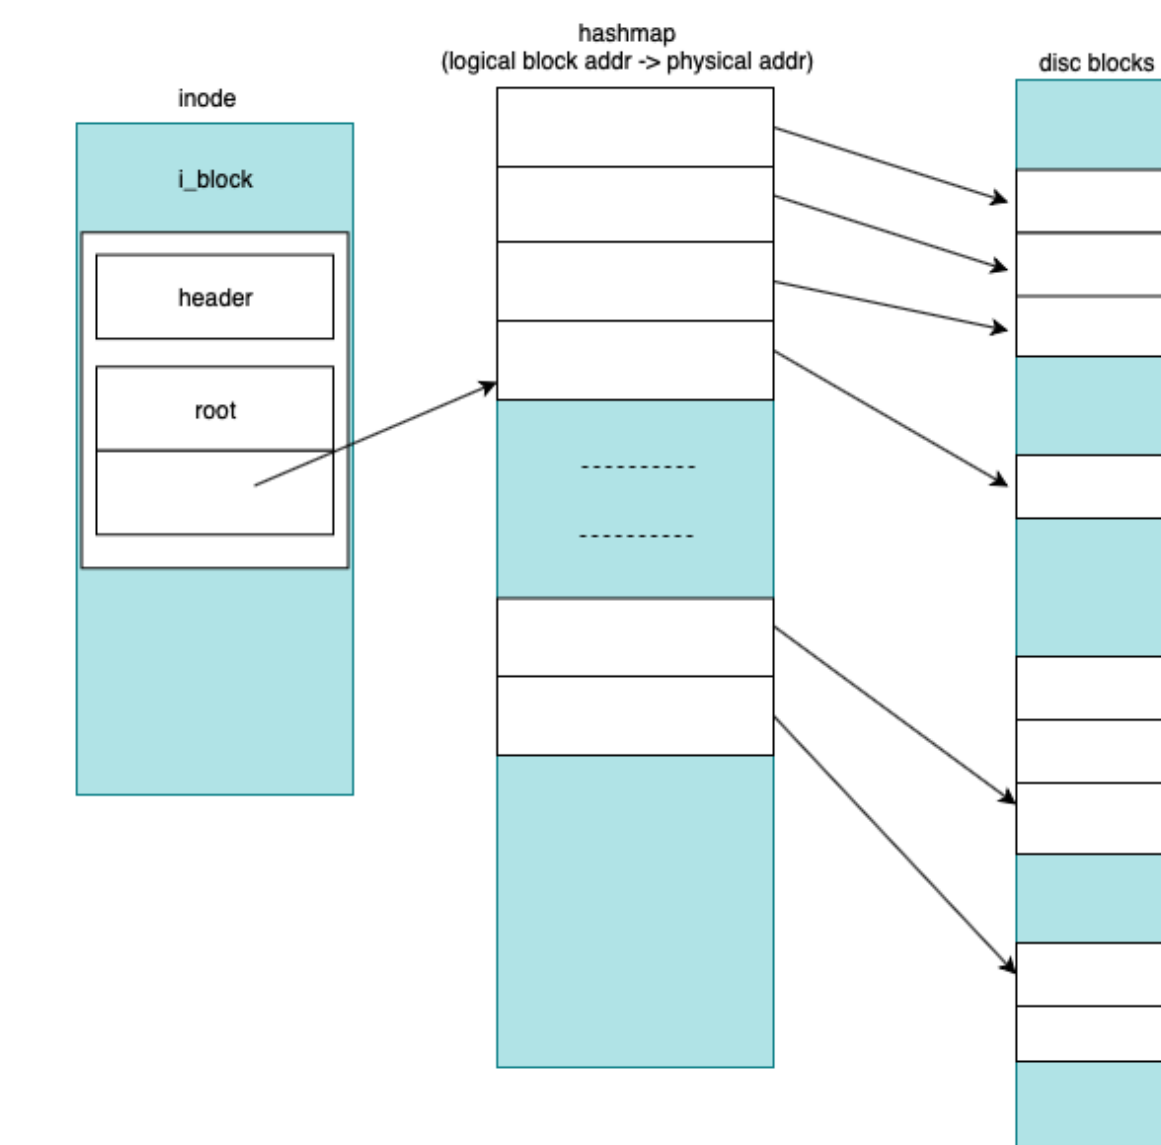 hashmap
(logical block addr -> physical addr)
disc blocks
inode
i_block
header
root